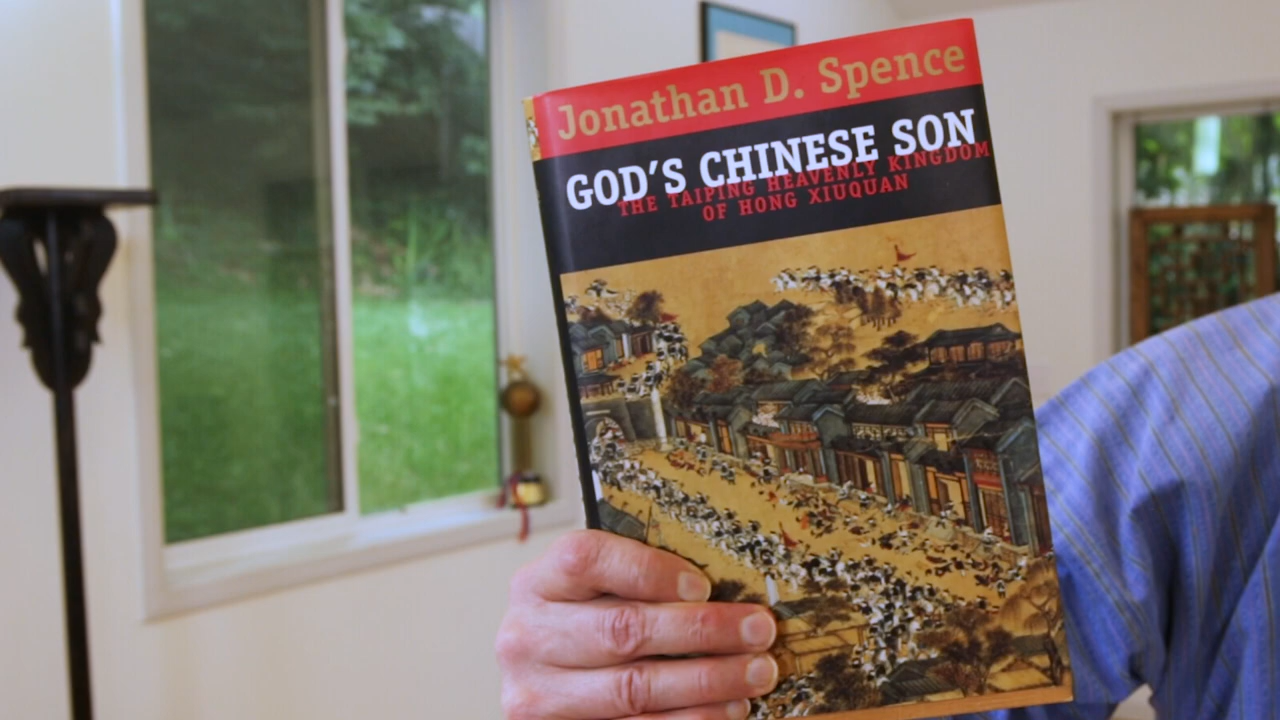 Jonathan D. Spence
GOD'S CHINESE SON
THE TAIPING HEAVENLY KINGDOM
OF HONG XIUQUAN